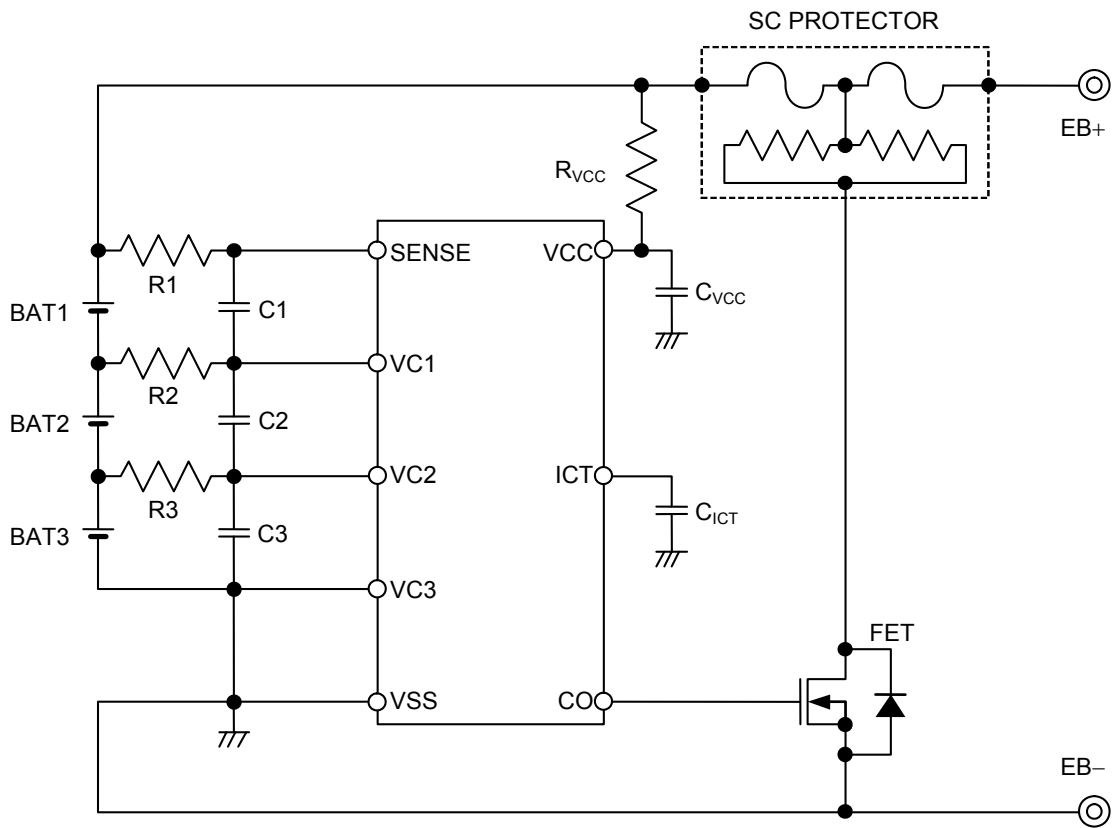 SC PROTECTOR
EB+
RVCC
SENSE
VCC
R1
BAT1
C1
CVCC
VC1
R2
BAT2
C2
VC2
ICT
R3
BAT3
C3
CICT
VC3
FET
VSS
CO
EB−